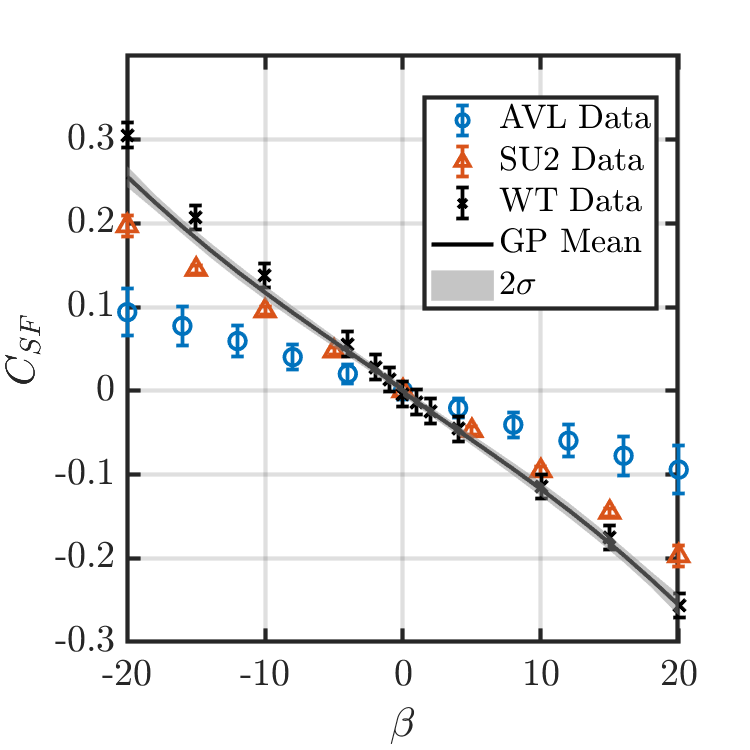 AVL Data
SU2 Data
WT Data
GP Mean
2σ
0.3
0.2
0.1
0
-0.1
-0.2
-0.3
C_SF
-20 -10 0 10 20
β